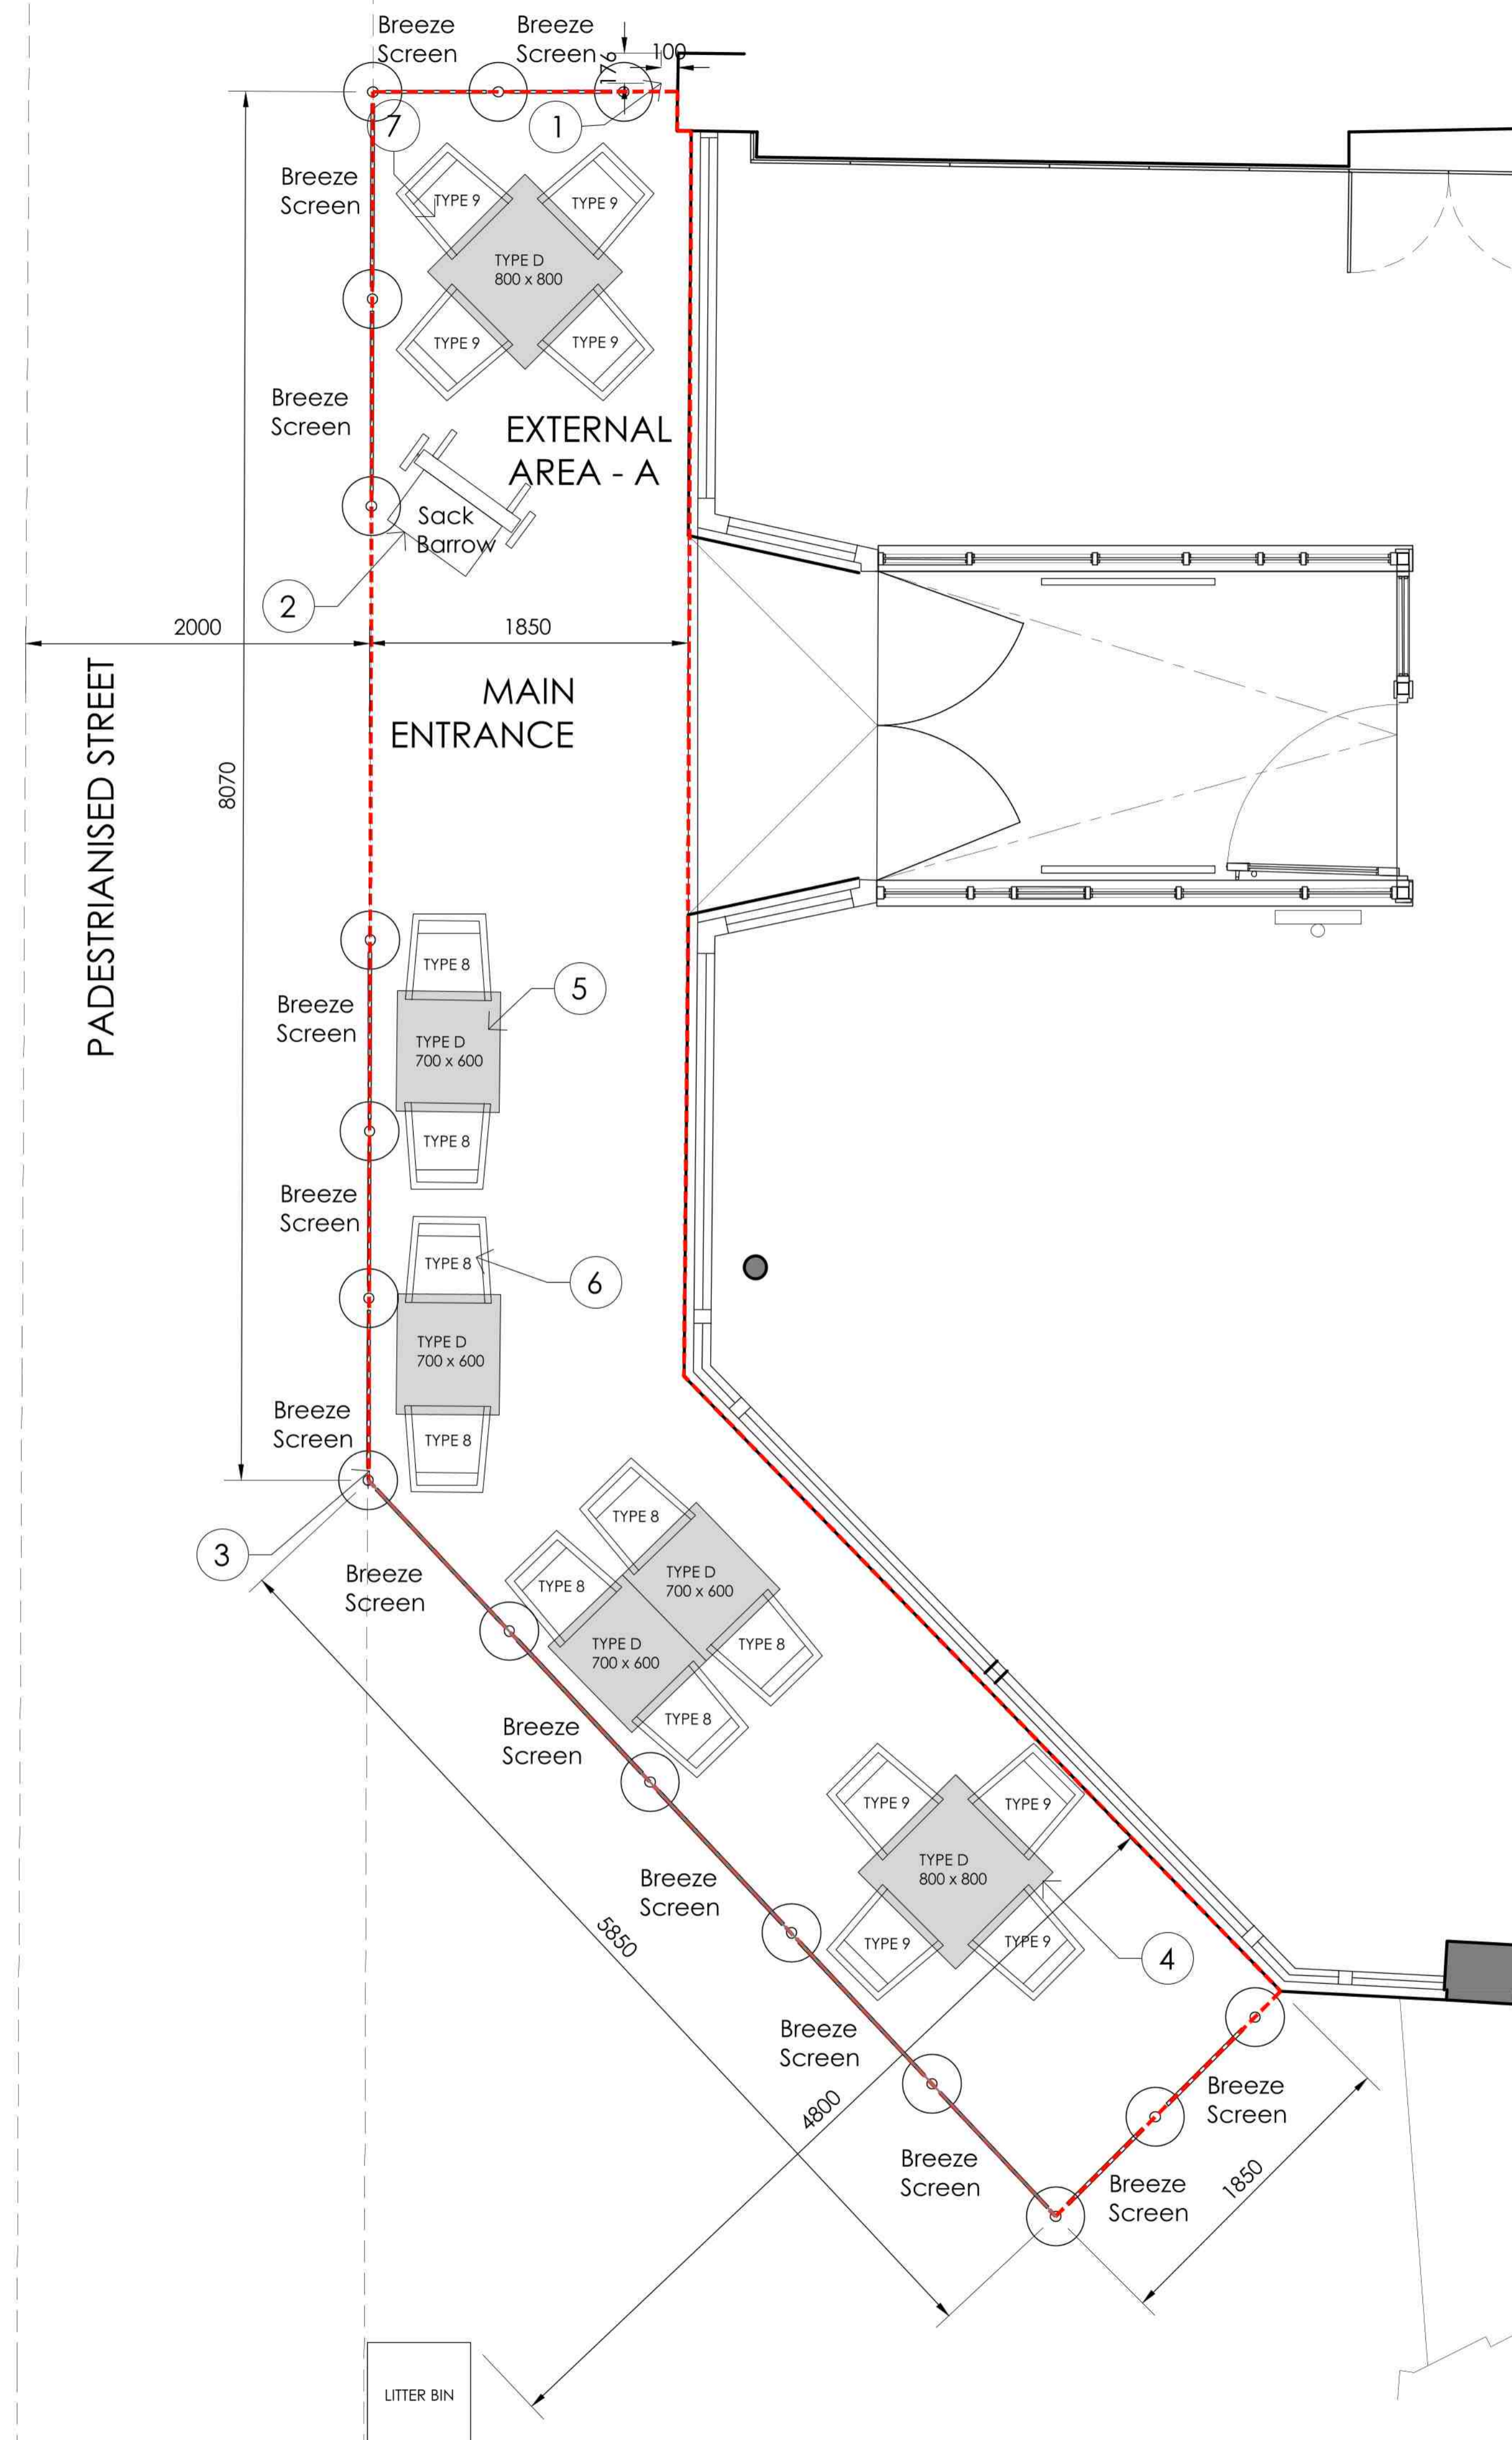 Breeze
Screen
Breeze
Screen
176
100
7
1
Breeze
Screen
TYPE 9
TYPE 9
TYPE D
800 x 800
TYPE 9
TYPE 9
Breeze
Screen
EXTERNAL
AREA - A
Sack
Barrow
2
2000
1850
MAIN
ENTRANCE
PADESTRIANISED STREET
8070
TYPE 8
5
Breeze
Screen
TYPE D
700 x 600
TYPE 8
Breeze
Screen
TYPE 8
6
TYPE D
700 x 600
Breeze
Screen
TYPE 8
3
Breeze
Screen
TYPE 8
TYPE 8
TYPE D
700 x 600
TYPE D
700 x 600
TYPE 8
TYPE 8
Breeze
Screen
TYPE 9
TYPE 9
TYPE D
800 x 800
Breeze
Screen
TYPE 9
TYPE 9
4
5850
Breeze
Screen
4800
Breeze
Screen
Breeze
Screen
Breeze
Screen
1850
LITTER BIN